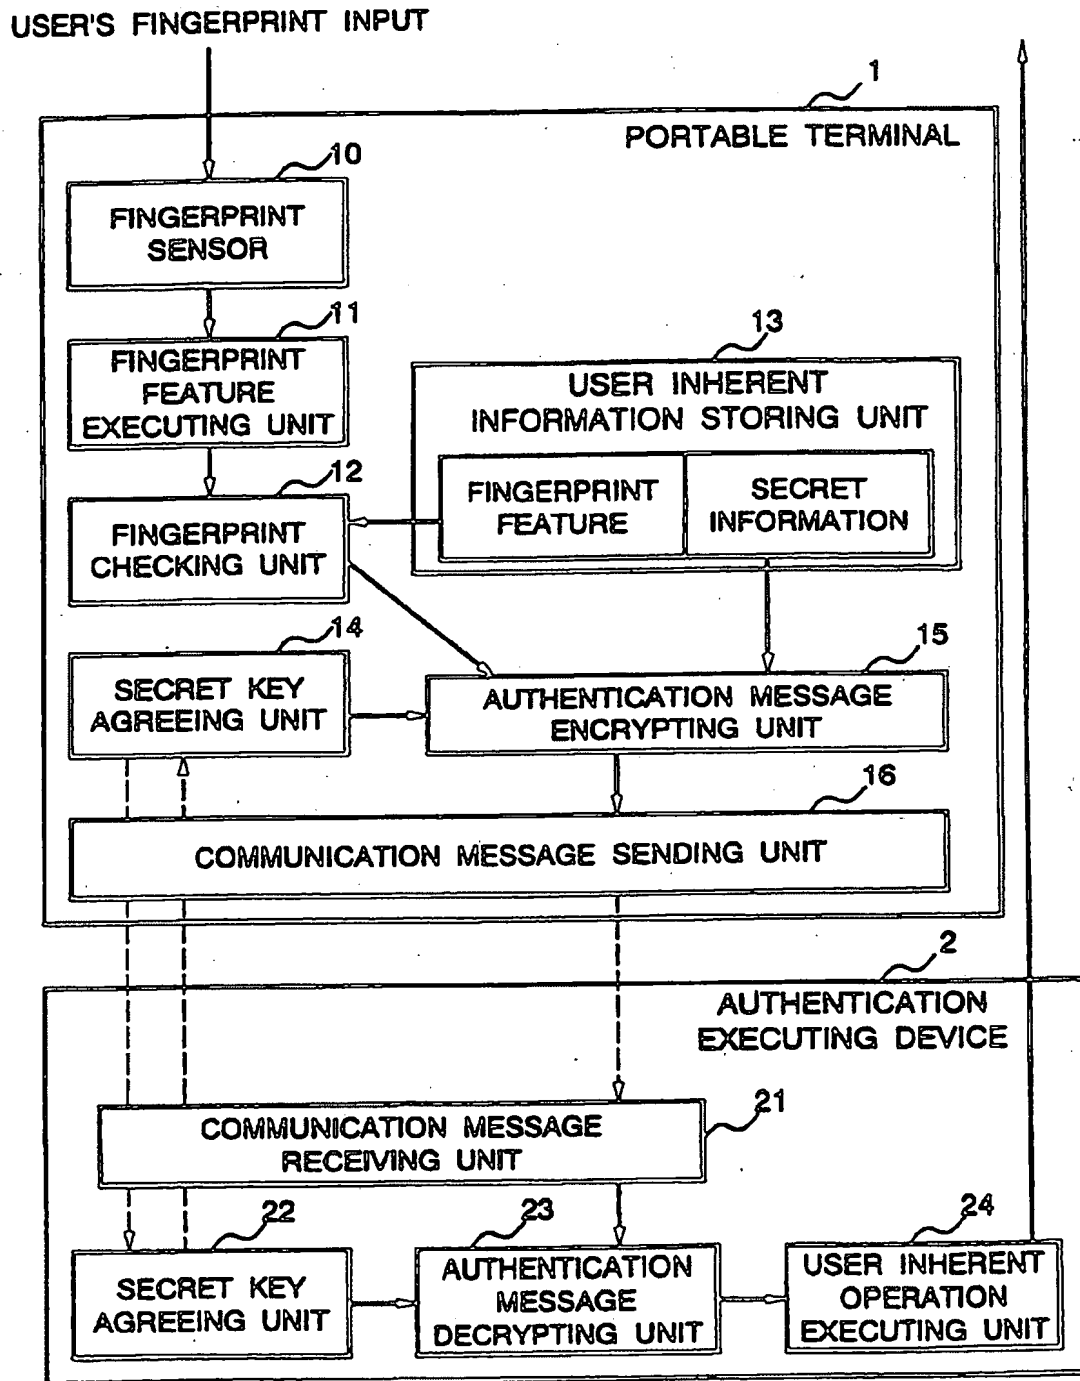 USER'S FINGERPRINT INPUT
1
PORTABLE TERMINAL
10
FINGERPRINT
SENSOR
11
FINGERPRINT
FEATURE
EXECUTING UNIT
12
FINGERPRINT
CHECKING UNIT
13
USER INHERENT
INFORMATION STORING UNIT
FINGERPRINT
FEATURE
SECRET
INFORMATION
14
SECRET KEY
AGREEING UNIT
15
AUTHENTICATION MESSAGE
ENCRYPTING UNIT
16
COMMUNICATION MESSAGE SENDING UNIT
2
AUTHENTICATION
EXECUTING DEVICE
21
COMMUNICATION MESSAGE
RECEIVING UNIT
22
SECRET KEY
AGREEING UNIT
23
AUTHENTICATION
MESSAGE
DECRYPTING UNIT
24
USER INHERENT
OPERATION
EXECUTING UNIT